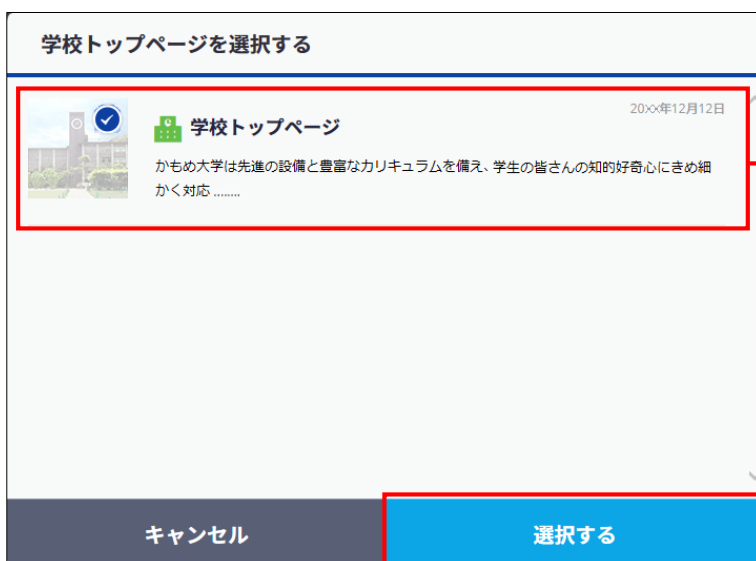 学校トップページを選択する
20××年12月12日
学校トップページ
かもめ大学は先進の設備と豊富なカリキュラムを備え、学生の皆さんの知的好奇心にきめ細
かく対応 ........
キャンセル
選択する